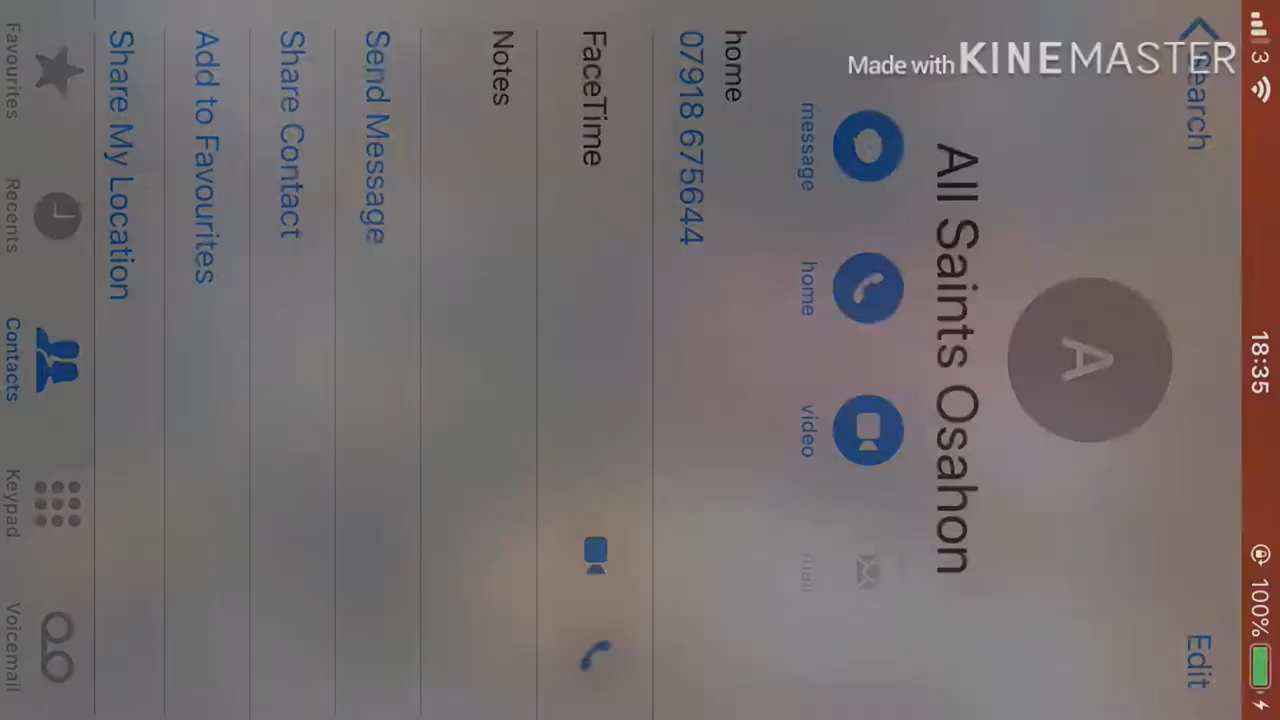 Made with KINEMASTER
3 18:35 100%
Search Edit
A
All Saints Osahon
message home video mail
home
07918 675644
FaceTime
Notes
Send Message
Share Contact
Add to Favourites
Share My Location
Favourites Recents Contacts Keypad Voicemail